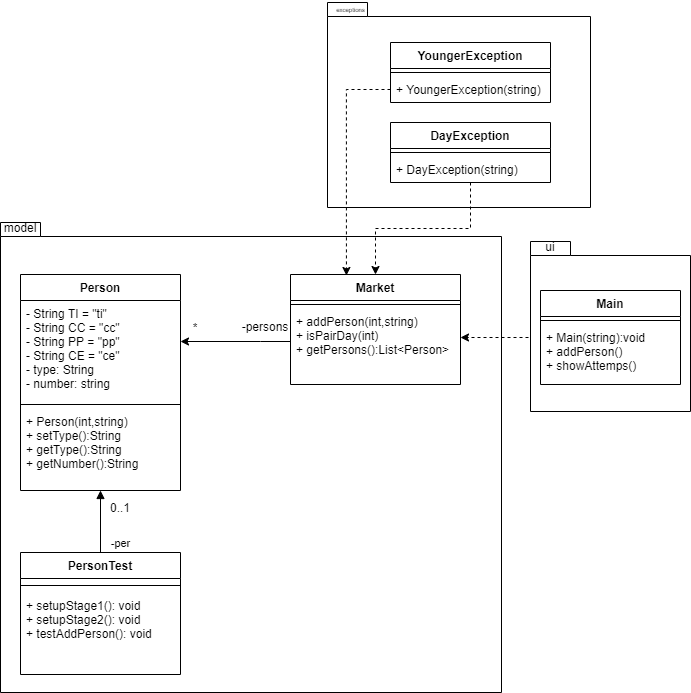 exceptions
YoungerException
+ YoungerException(string)
DayException
+ DayException(string)
model
Person
- String TI = "ti"
- String CC = "cc"
- String PP = "pp"
- String CE = "ce"
- type: String
- number: string
+ Person(int,string)
+ setType():String
+ getType():String
+ getNumber():String
*
-persons
Market
+ addPerson(int,string)
+ isPairDay(int)
+ getPersons():List<Person>
ui
Main
+ Main(string):void
+ addPerson()
+ showAttemps()
0..1
-per
PersonTest
+ setupStage1(): void
+ setupStage2(): void
+ testAddPerson(): void